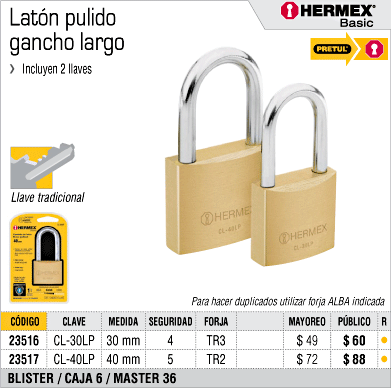 Latón pulido
gancho largo
HERMEX
Basic
PRETUL
› Incluyen 2 llaves
Llave tradicional
HERMEX
HERMEX
CL-40LP
HERMEX
CL-30LP
Para hacer duplicados utilizar forja ALBA indicada
CÓDIGO CLAVE MEDIDA SEGURIDAD FORJA MAYOREO PÚBLICO R
23516 CL-30LP 30 mm 4 TR3 $ 49 $ 60
23517 CL-40LP 40 mm 5 TR2 $ 72 $ 88
BLISTER / CAJA 6 / MASTER 36